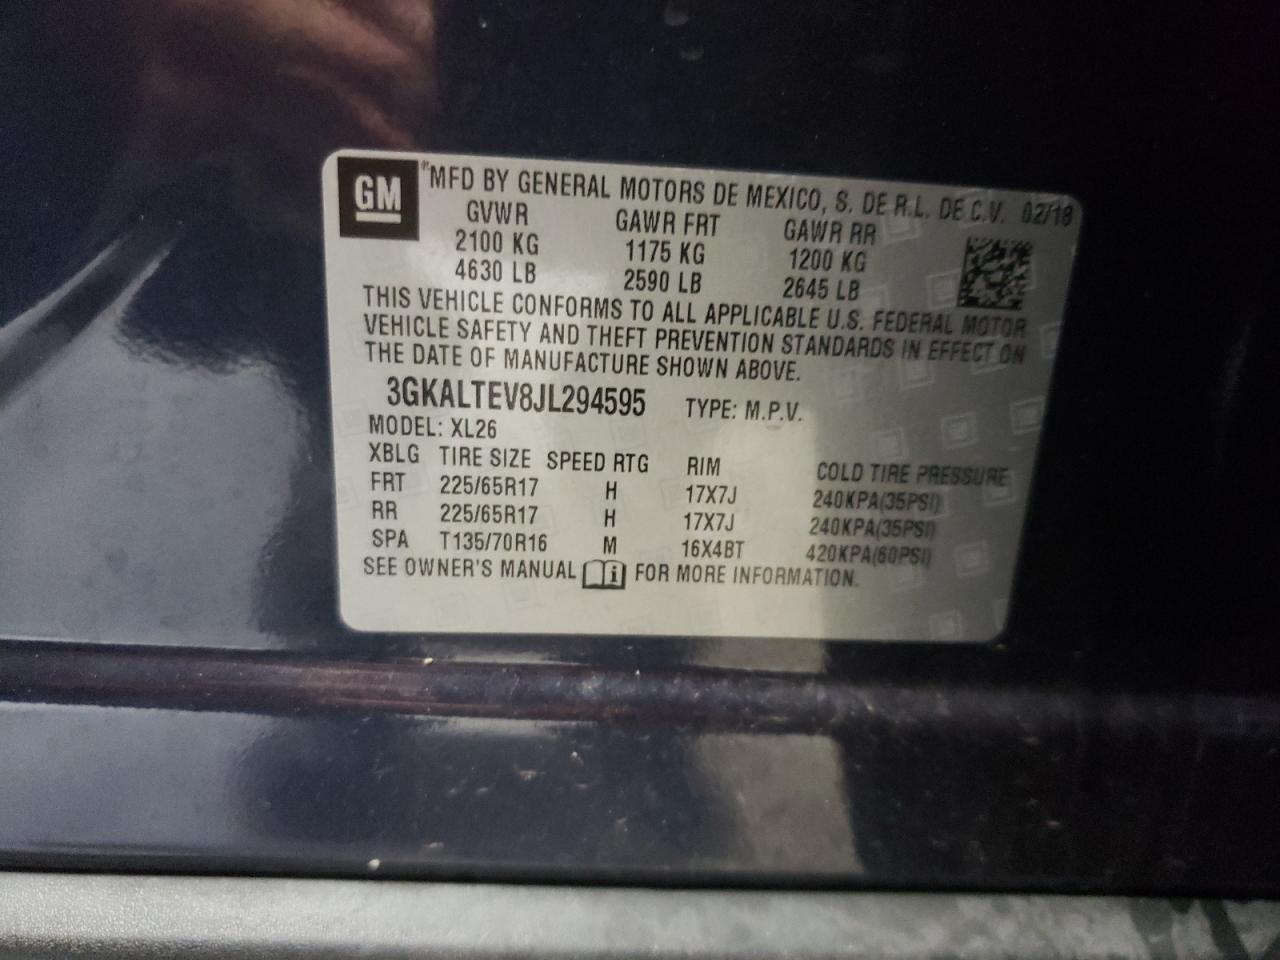 GM ®MFD BY GENERAL MOTORS DE MEXICO, S. DE R.L. DE C.V. 02/18
GVWR GAWR FRT GAWR RR
2100 KG 1175 KG 1200 KG
4630 LB 2590 LB 2645 LB
THIS VEHICLE CONFORMS TO ALL APPLICABLE U.S. FEDERAL MOTOR
VEHICLE SAFETY AND THEFT PREVENTION STANDARDS IN EFFECT ON
THE DATE OF MANUFACTURE SHOWN ABOVE.
3GKALTEV8JL294595 TYPE: M.P.V.
MODEL: XL26
XBLG TIRE SIZE SPEED RTG RIM COLD TIRE PRESSURE
FRT 225/65R17 H 17X7J 240KPA(35PSI)
RR 225/65R17 H 17X7J 240KPA(35PSI)
SPA T135/70R16 M 16X4BT 420KPA(60PSI)
SEE OWNER'S MANUAL i FOR MORE INFORMATION.